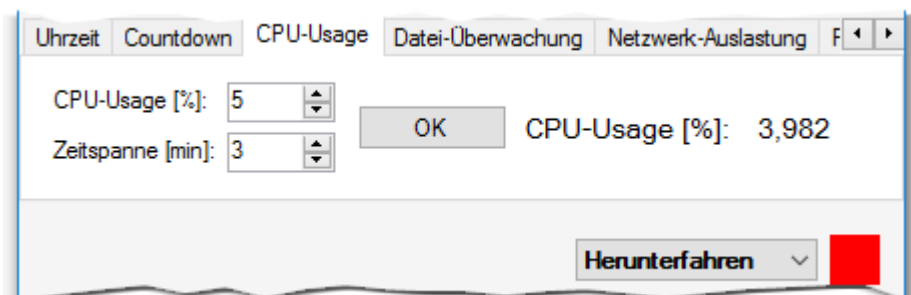 Uhrzeit Countdown CPU-Usage Datei-Überwachung Netzwerk-Auslastung
CPU-Usage [%]: 5
Zeitspanne [min]: 3
OK
CPU-Usage [%]: 3,982
Herunterfahren